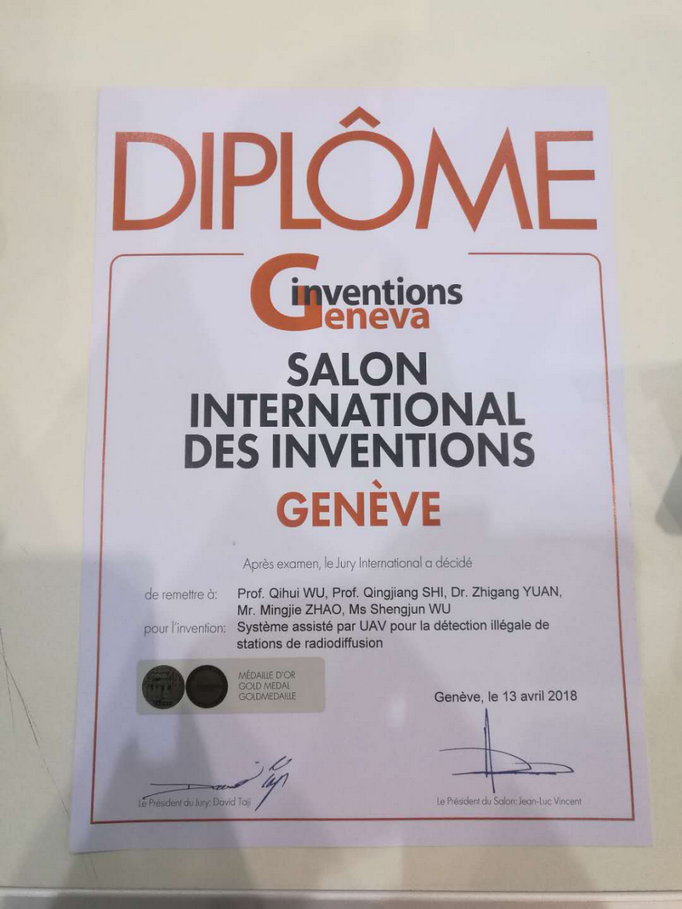 DIPLÔME
inventions
Geneva
SALON
INTERNATIONAL
DES INVENTIONS
GENÈVE
Après examen, le Jury International a décidé
de remettre à: Prof. Qihui WU, Prof. Qingjiang SHI, Dr. Zhigang YUAN,
Mr. Mingjie ZHAO, Ms Shengjun WU
pour l'invention: Système assisté par UAV pour la détection illégale de
stations de radiodiffusion
MÉDAILLE D'OR
GOLD MEDAL
GOLDMEDAILLE
Genève, le 13 avril 2018
Le Président du Jury: David Taji
Le Président du Salon: Jean-Luc Vincent